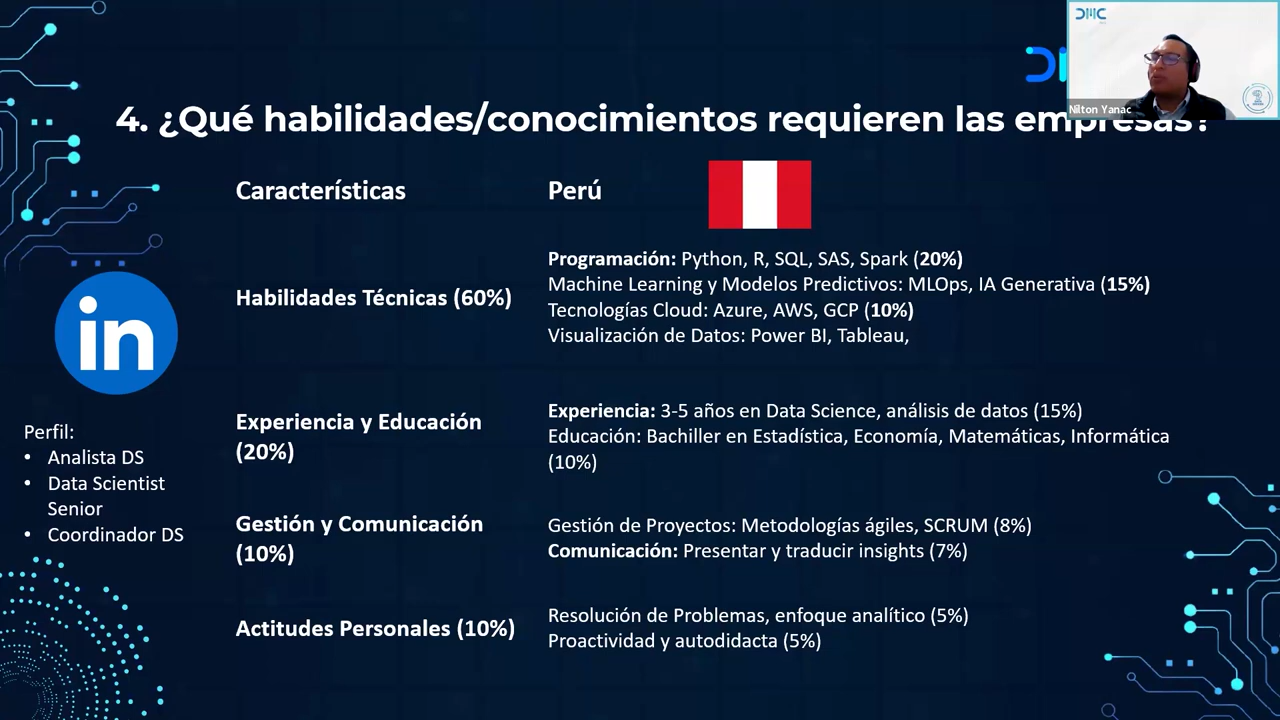 DMC
Nilton Yanac
4. ¿Qué habilidades/conocimientos requieren las empresas?
Características
Perú
Habilidades Técnicas (60%)
Programación: Python, R, SQL, SAS, Spark (20%)
Machine Learning y Modelos Predictivos: MLOps, IA Generativa (15%)
Tecnologías Cloud: Azure, AWS, GCP (10%)
Visualización de Datos: Power BI, Tableau,
in
Experiencia y Educación
(20%)
Experiencia: 3-5 años en Data Science, análisis de datos (15%)
Educación: Bachiller en Estadística, Economía, Matemáticas, Informática
(10%)
Perfil:
• Analista DS
• Data Scientist
Senior
• Coordinador DS
Gestión y Comunicación
(10%)
Gestión de Proyectos: Metodologías ágiles, SCRUM (8%)
Comunicación: Presentar y traducir insights (7%)
Actitudes Personales (10%)
Resolución de Problemas, enfoque analítico (5%)
Proactividad y autodidacta (5%)